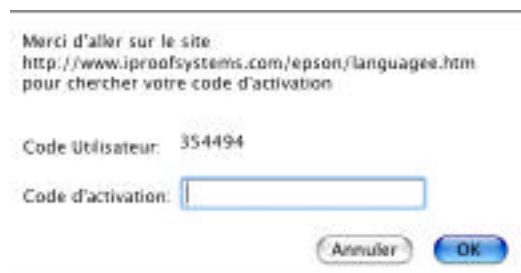 Merci d'aller sur le site
http://www.iproofsystems.com/epson/languagee.htm
pour chercher votre code d'activation
Code Utilisateur: 354494
Code d'activation:
Annuler OK